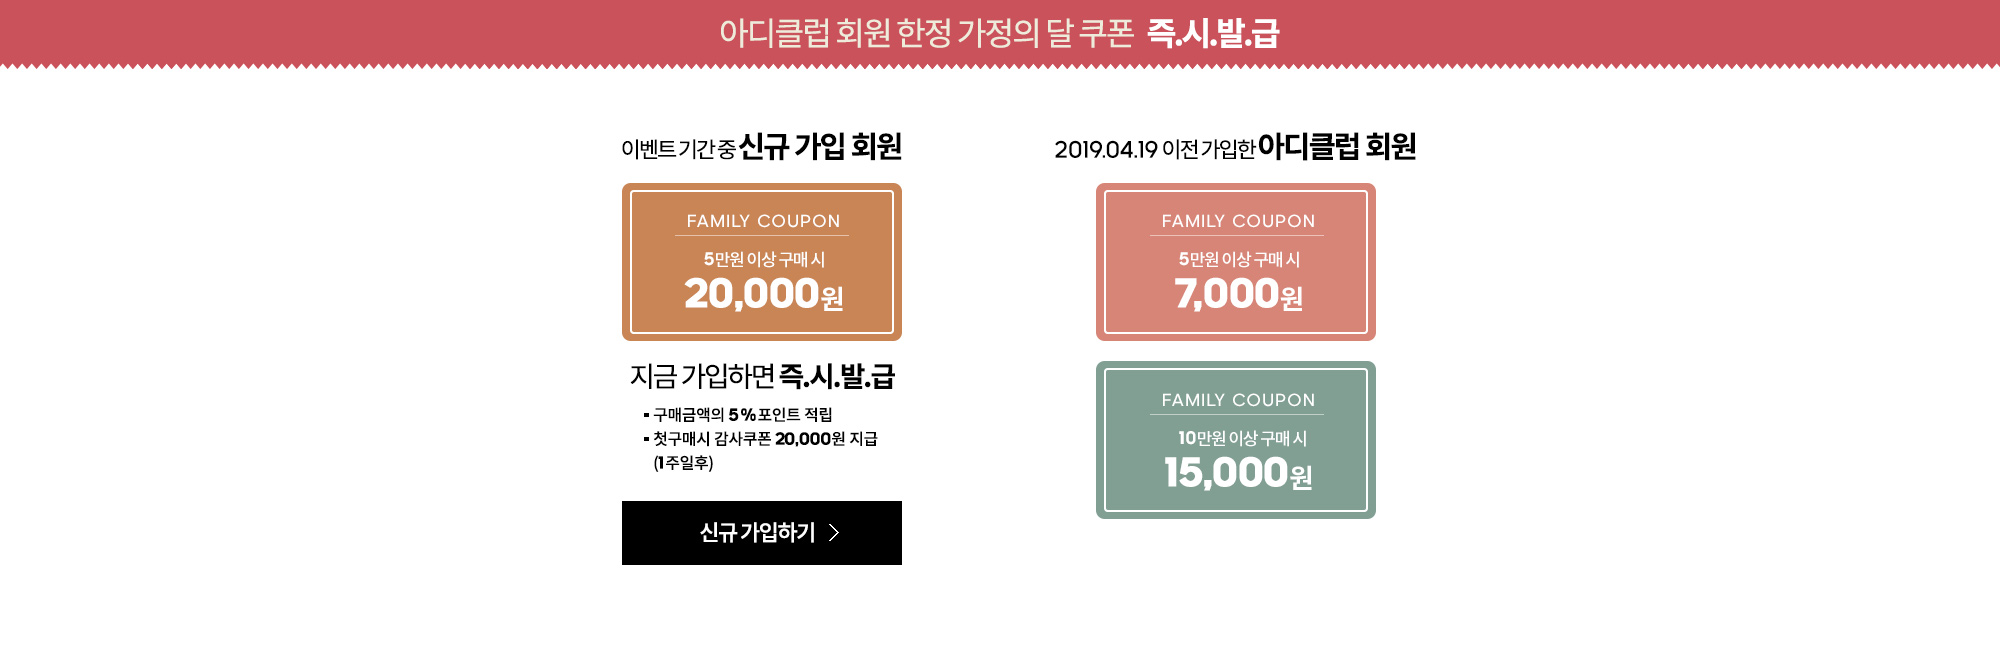 아디클럽 회원 한정 가정의 달 쿠폰 즉.시.발.급
이벤트 기간 중 신규 가입 회원
FAMILY COUPON
5만원 이상 구매 시
20,000원
지금 가입하면 즉.시.발.급
▪ 구매금액의 5%포인트 적립
▪ 첫구매시 감사쿠폰 20,000원 지급
(1주일후)
신규 가입하기 >
2019.04.19 이전 가입한 아디클럽 회원
FAMILY COUPON
5만원 이상 구매 시
7,000원
FAMILY COUPON
10만원 이상 구매 시
15,000원